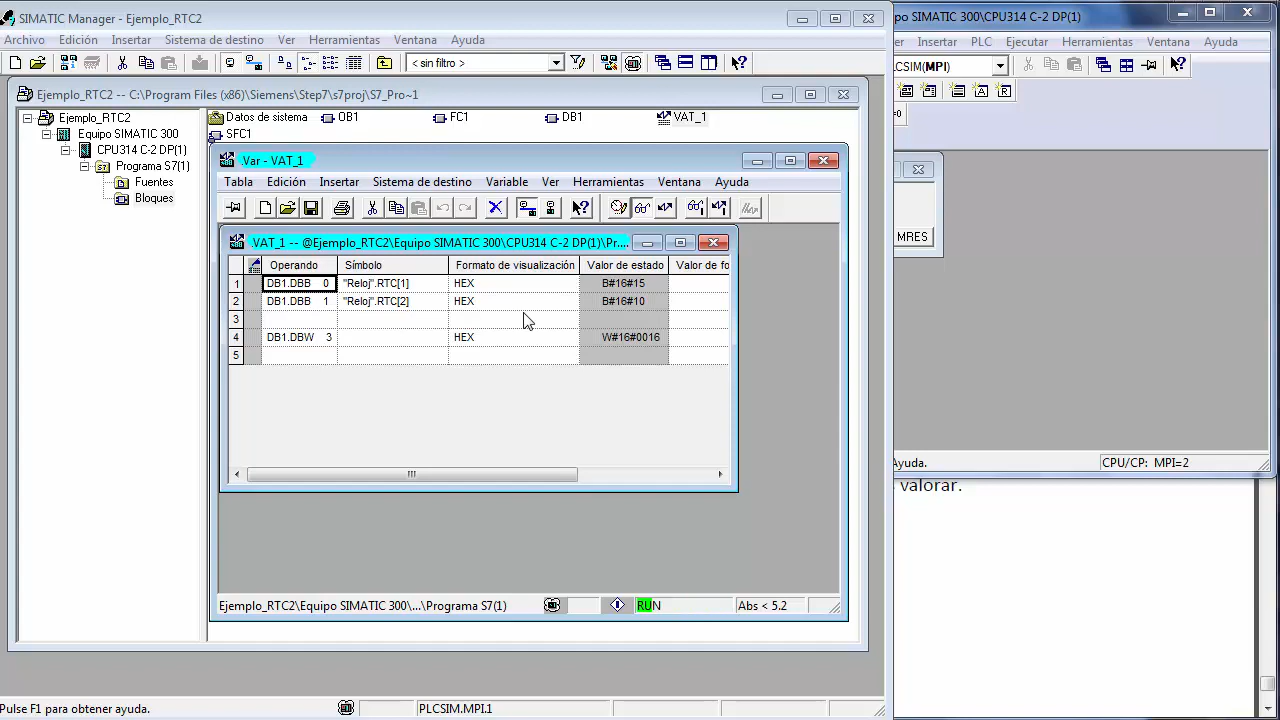 SIMATIC Manager - Ejemplo_RTC2
Archivo Edición Insertar Sistema de destino Ver Herramientas Ventana Ayuda
< sin filtro >
Ejemplo_RTC2 -- C:\Program Files (x86)\Siemens\Step7\s7proj\S7_Pro~1
Ejemplo_RTC2
Equipo SIMATIC 300
CPU314 C-2 DP(1)
Programa S7(1)
Fuentes
Bloques
Datos de sistema OB1 FC1 DB1 VAT_1
SFC1
Var - VAT_1
Tabla Edición Insertar Sistema de destino Variable Ver Herramientas Ventana Ayuda
VAT_1 -- @Ejemplo_RTC2\Equipo SIMATIC 300\CPU314 C-2 DP(1)\Pr....
Operando Símbolo Formato de visualización Valor de estado Valor de fo
1 DB1.DBB 0 "Reloj".RTC[1] HEX B#16#15
2 DB1.DBB 1 "Reloj".RTC[2] HEX B#16#10
3
4 DB1.DBW 3 HEX W#16#0016
5
Ejemplo_RTC2\Equipo SIMATIC 300\...\Programa S7(1) RUN Abs < 5.2
Pulse F1 para obtener ayuda. PLCSIM.MPI.1
po SIMATIC 300\CPU314 C-2 DP(1)
er Insertar PLC Ejecutar Herramientas Ventana Ayuda
CSIM(MPI)
=0
MRES
Ayuda. CPU/CP: MPI=2
valorar.